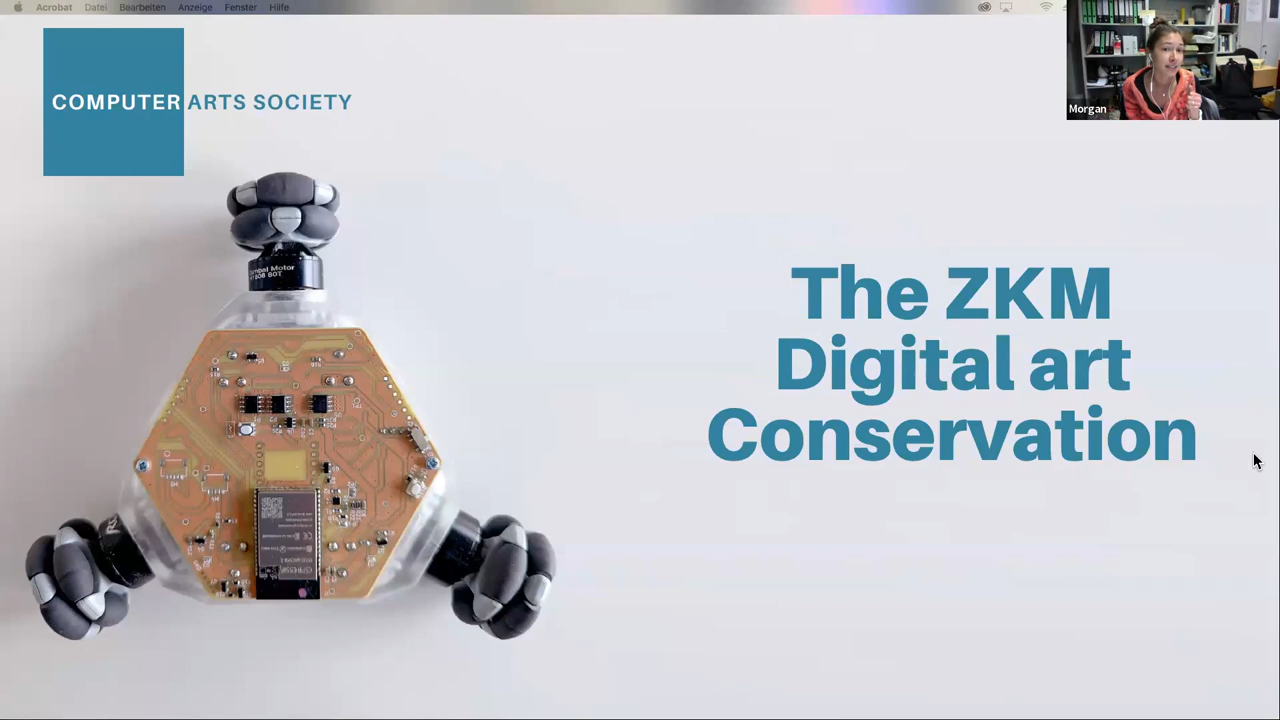 Acrobat Datei Bearbeiten Anzeige Fenster Hilfe
COMPUTER ARTS SOCIETY
Morgan
The ZKM
Digital art
Conservation